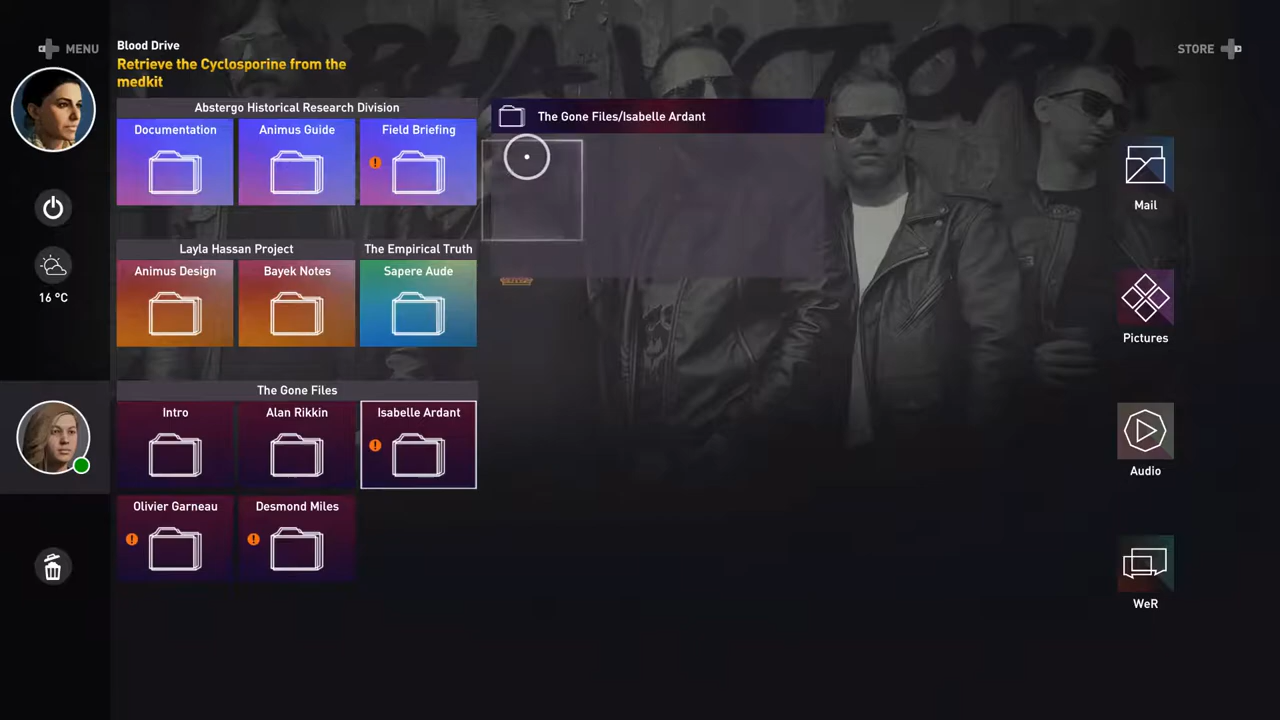 MENU
STORE
Blood Drive
Retrieve the Cyclosporine from the
medkit
Abstergo Historical Research Division
Documentation
Animus Guide
Field Briefing
The Gone Files/Isabelle Ardant
Mail
Layla Hassan Project
The Empirical Truth
Animus Design
Bayek Notes
Sapere Aude
16 °C
Pictures
The Gone Files
Intro
Alan Rikkin
Isabelle Ardant
Audio
Olivier Garneau
Desmond Miles
WeR